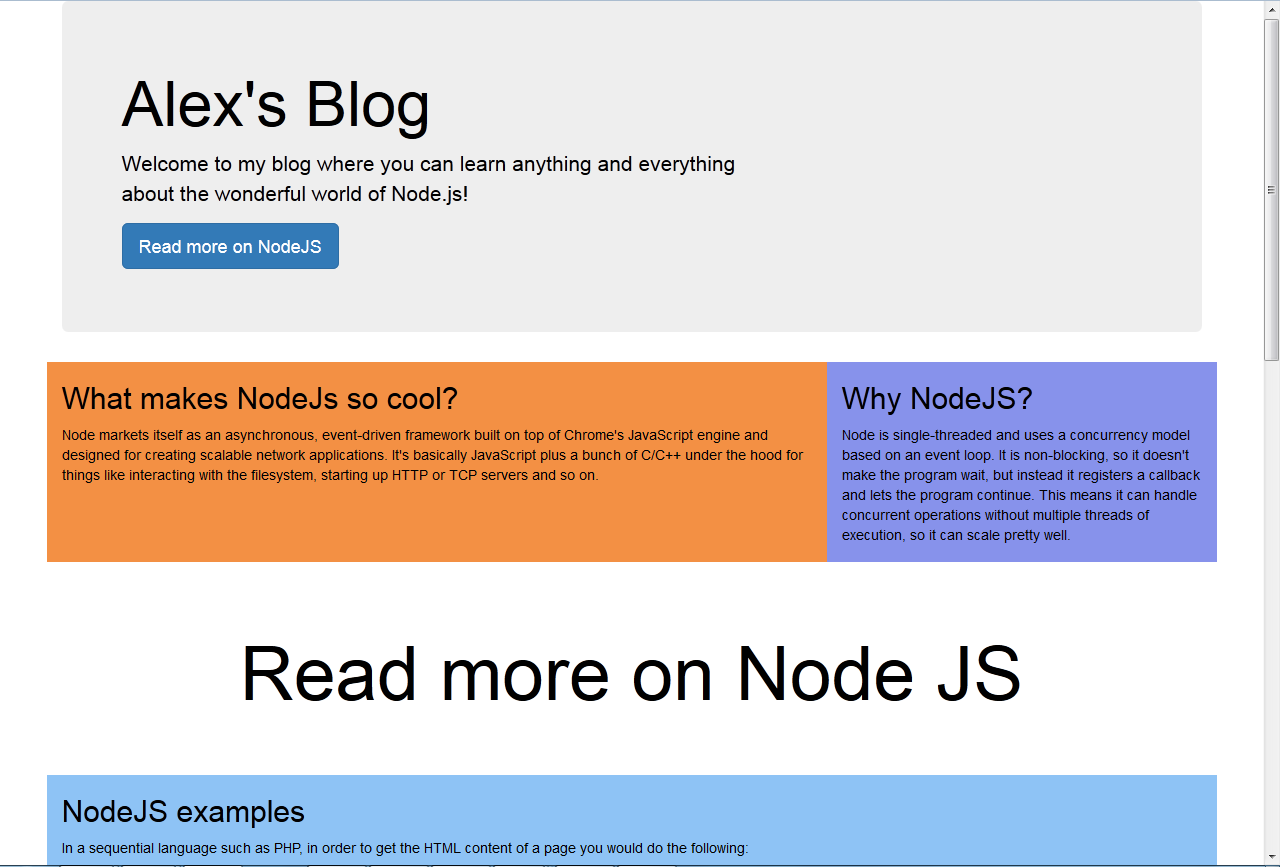 Alex's Blog
Welcome to my blog where you can learn anything and everything
about the wonderful world of Node.js!
Read more on NodeJS
What makes NodeJs so cool?
Node markets itself as an asynchronous, event-driven framework built on top of Chrome's JavaScript engine and
designed for creating scalable network applications. It's basically JavaScript plus a bunch of C/C++ under the hood for
things like interacting with the filesystem, starting up HTTP or TCP servers and so on.
Why NodeJS?
Node is single-threaded and uses a concurrency model
based on an event loop. It is non-blocking, so it doesn't
make the program wait, but instead it registers a callback
and lets the program continue. This means it can handle
concurrent operations without multiple threads of
execution, so it can scale pretty well.
Read more on Node JS
NodeJS examples
In a sequential language such as PHP, in order to get the HTML content of a page you would do the following: